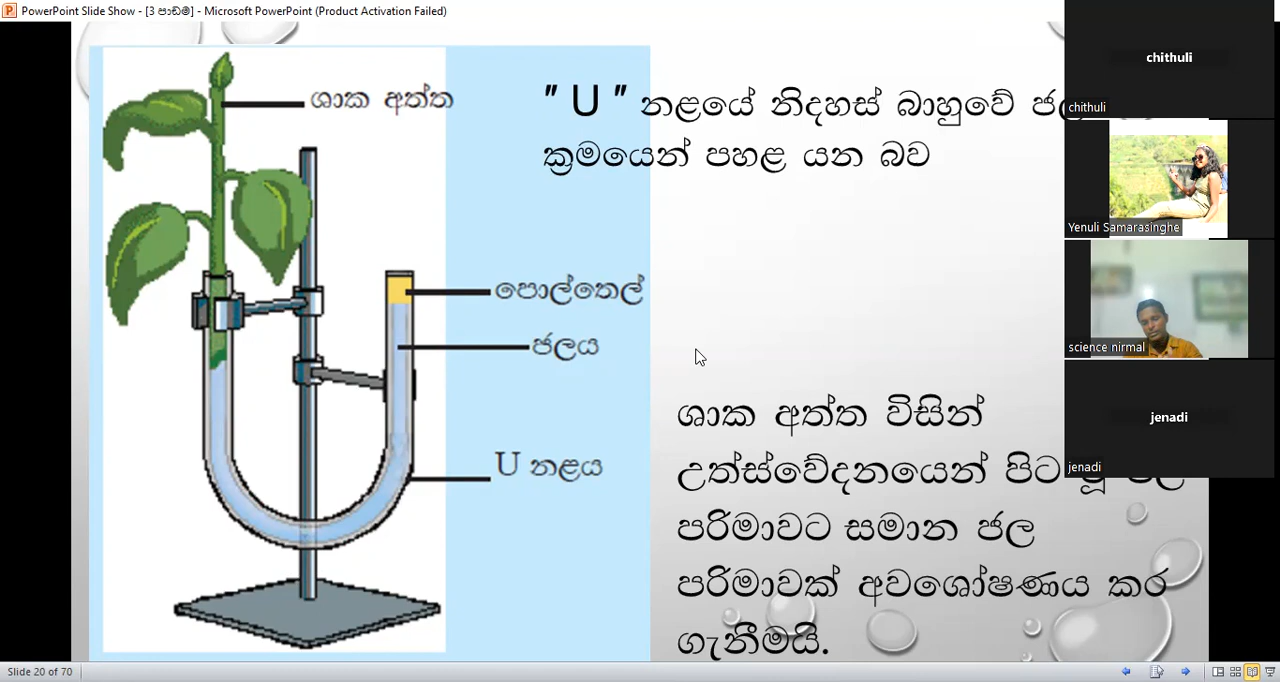 PowerPoint Slide Show - [3 පාඩම] - Microsoft PowerPoint (Product Activation Failed)
ශාක අත්ත
" U " නළයේ නිදහස් බාහුවේ
ක්‍රමයෙන් පහළ යන බව
පොල්තෙල්
ජලය
U නළය
ශාක අත්ත විසින්
උත්ස්වේදනයෙන් පිට
පරිමාවට සමාන ජල
පරිමාවක් අවශෝෂණය කර
ගැනීමයි.
chithuli
chithuli
Yenuli Samarasinghe
science nirmal
jenadi
jenadi
Slide 20 of 70